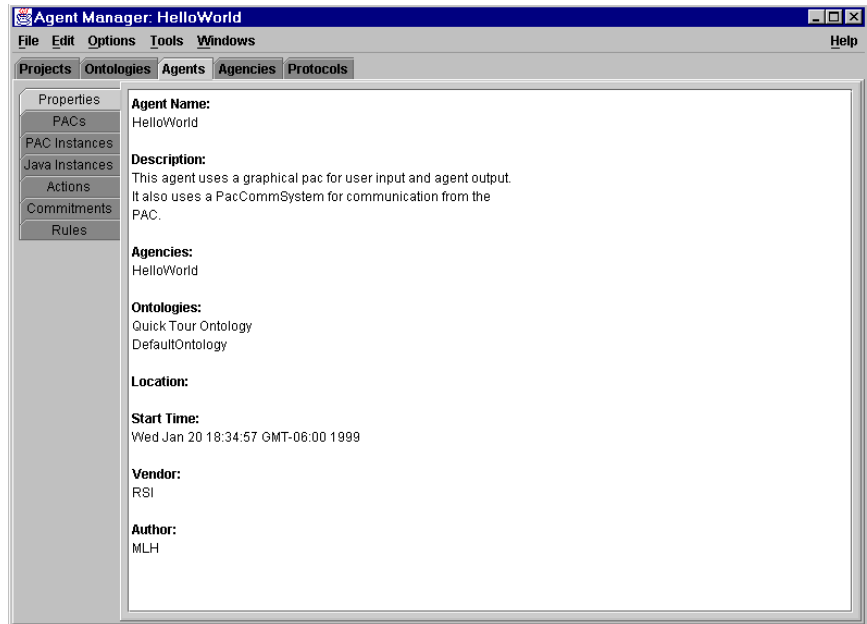 Agent Manager: HelloWorld
File Edit Options Tools Windows Help
Projects Ontologies Agents Agencies Protocols
Properties
PACs
PAC Instances
Java Instances
Actions
Commitments
Rules
Agent Name:
HelloWorld
Description:
This agent uses a graphical pac for user input and agent output.
It also uses a PacCommSystem for communication from the
PAC.
Agencies:
HelloWorld
Ontologies:
Quick Tour Ontology
DefaultOntology
Location:
Start Time:
Wed Jan 20 18:34:57 GMT-06:00 1999
Vendor:
RSI
Author:
MLH